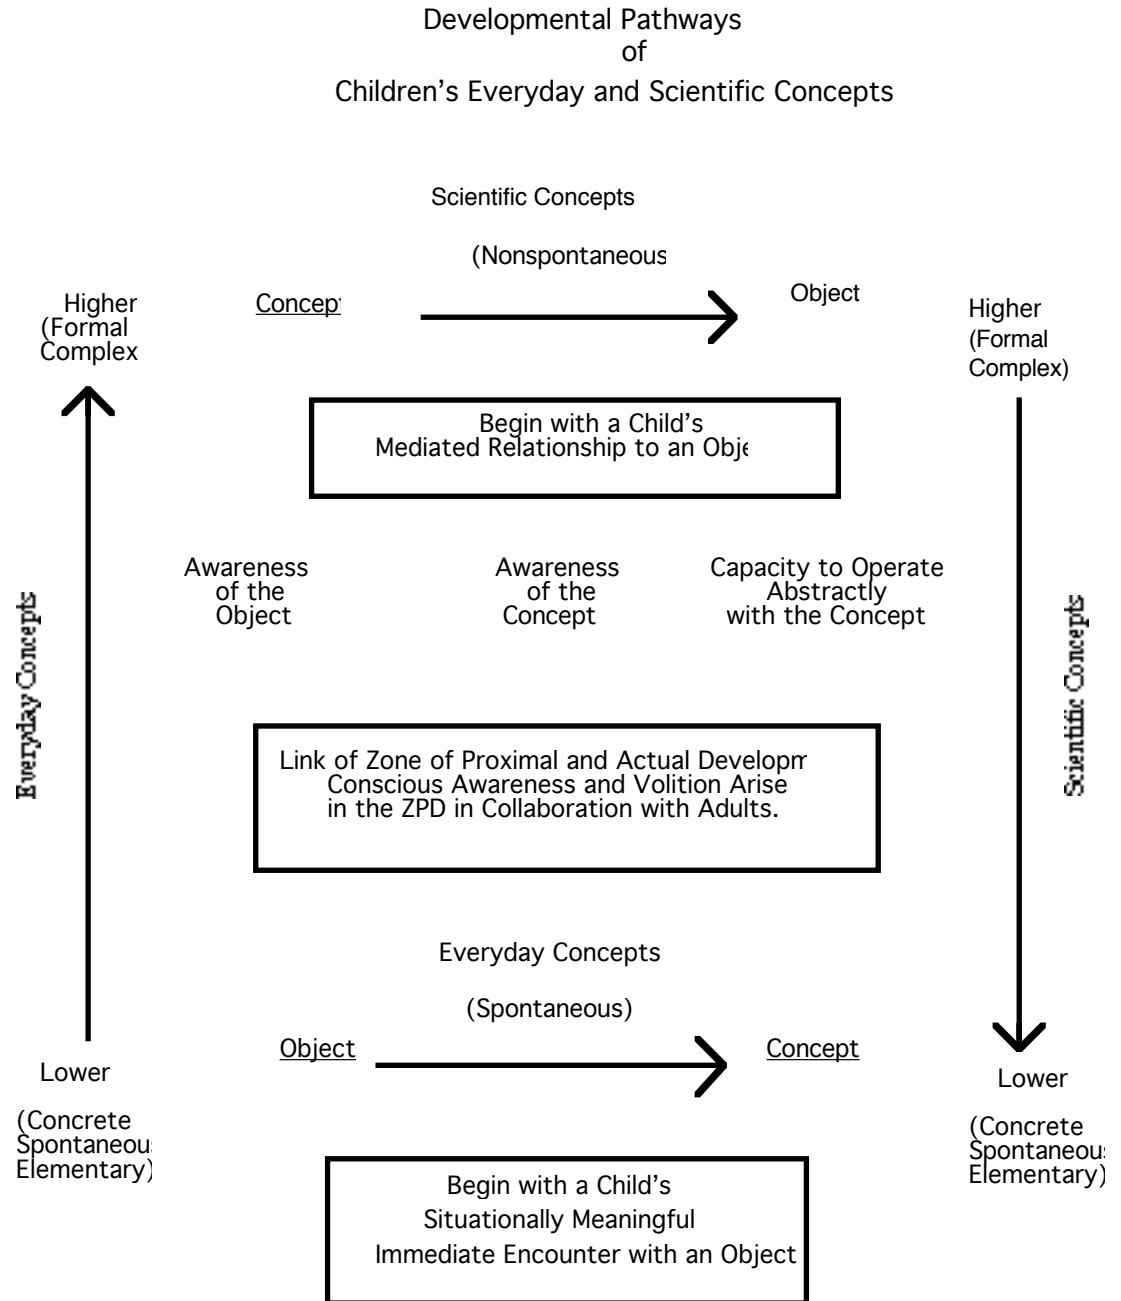 Developmental Pathways
of
Children's Everyday and Scientific Concepts
Scientific Concepts
(Nonspontaneous
Higher
(Formal
Complex
Concep
Object
Higher
(Formal
Complex)
Begin with a Child's
Mediated Relationship to an Obje
Awareness
of the
Object
Awareness
of the
Concept
Capacity to Operate
Abstractly
with the Concept
Everyday Concepts
Scientific Concepts
Link of Zone of Proximal and Actual Developm
Conscious Awareness and Volition Arise
in the ZPD in Collaboration with Adults.
Everyday Concepts
(Spontaneous)
Object
Concept
Lower
(Concrete
Spontaneou
Elementary)
Lower
(Concrete
Spontaneou
Elementary)
Begin with a Child's
Situationally Meaningful
Immediate Encounter with an Object